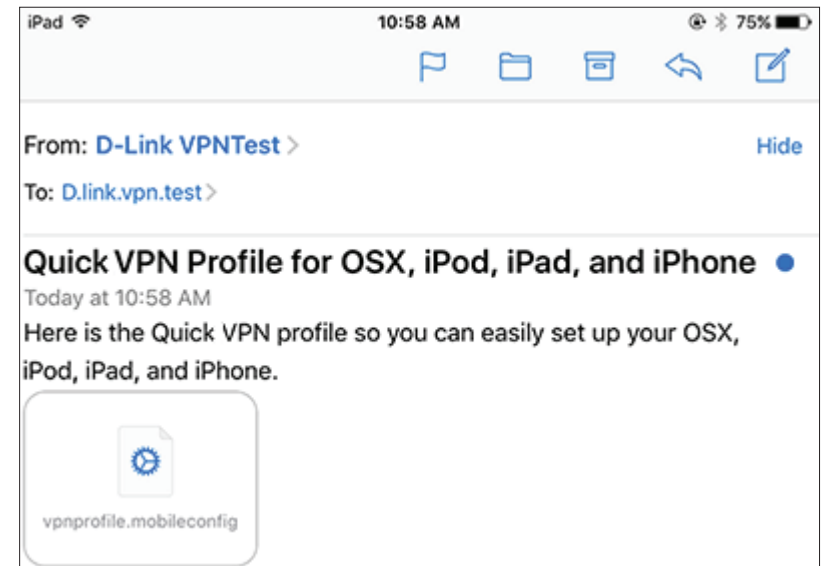 iPad 10:58 AM 75%
From: D-Link VPNTest Hide
To: D.link.vpn.test
Quick VPN Profile for OSX, iPod, iPad, and iPhone
Today at 10:58 AM
Here is the Quick VPN profile so you can easily set up your OSX,
iPod, iPad, and iPhone.
vpnprofile.mobileconfig